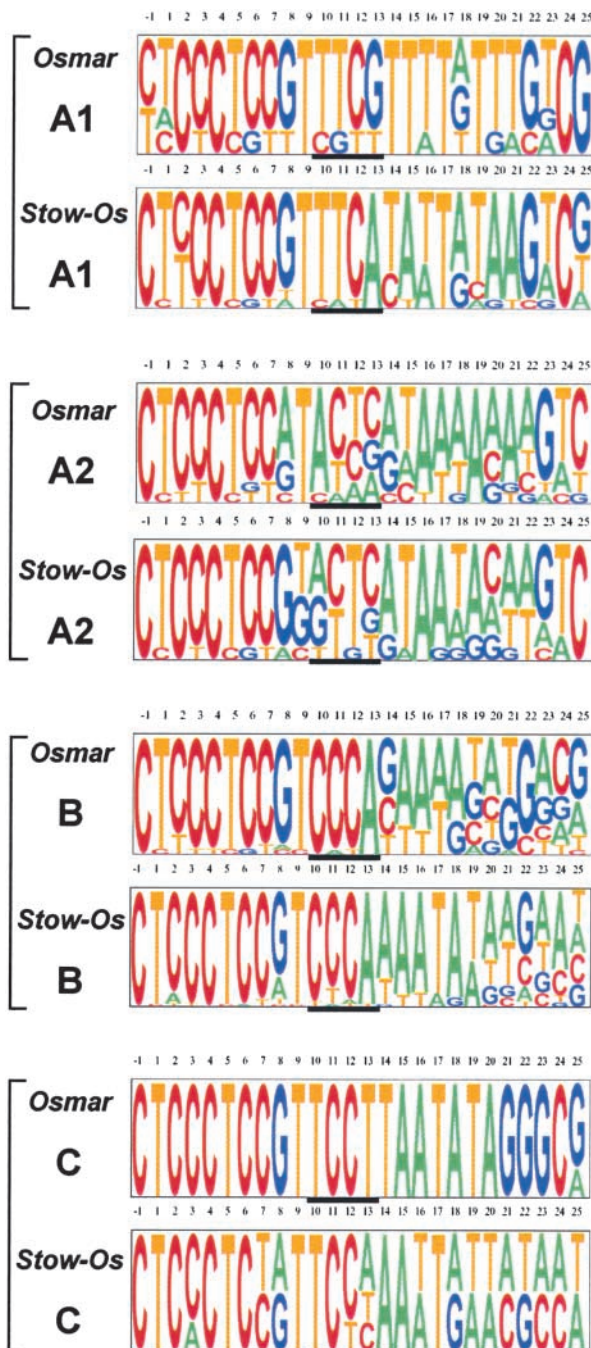 -1 1 2 3 4 5 6 7 8 9 10 11 12 13 14 15 16 17 18 19 20 21 22 23 24 25
Osmar
A1
CTCCCTCCGTTTCGTTTTATTTGTCG
-1 1 2 3 4 5 6 7 8 9 10 11 12 13 14 15 16 17 18 19 20 21 22 23 24 25
Stow-Os
A1
CTCCCTCCGTTTCATATTATAAGTCG
-1 1 2 3 4 5 6 7 8 9 10 11 12 13 14 15 16 17 18 19 20 21 22 23 24 25
Osmar
A2
CTCCCTCCATACTCATAAAAAAAGTC
-1 1 2 3 4 5 6 7 8 9 10 11 12 13 14 15 16 17 18 19 20 21 22 23 24 25
Stow-Os
A2
CTCCCTCCGTACTCATAATACAAGTC
-1 1 2 3 4 5 6 7 8 9 10 11 12 13 14 15 16 17 18 19 20 21 22 23 24 25
Osmar
B
CTCCCTCCGTCCCAGAAAATATGACG
-1 1 2 3 4 5 6 7 8 9 10 11 12 13 14 15 16 17 18 19 20 21 22 23 24 25
Stow-Os
B
CTCCCTCCGTCCCAAAATATAAGAAT
-1 1 2 3 4 5 6 7 8 9 10 11 12 13 14 15 16 17 18 19 20 21 22 23 24 25
Osmar
C
CTCCCTCCGTTCCTTAATATAGGGCG
-1 1 2 3 4 5 6 7 8 9 10 11 12 13 14 15 16 17 18 19 20 21 22 23 24 25
Stow-Os
C
CTCCCTCTATTCCAAATTATTATAAT